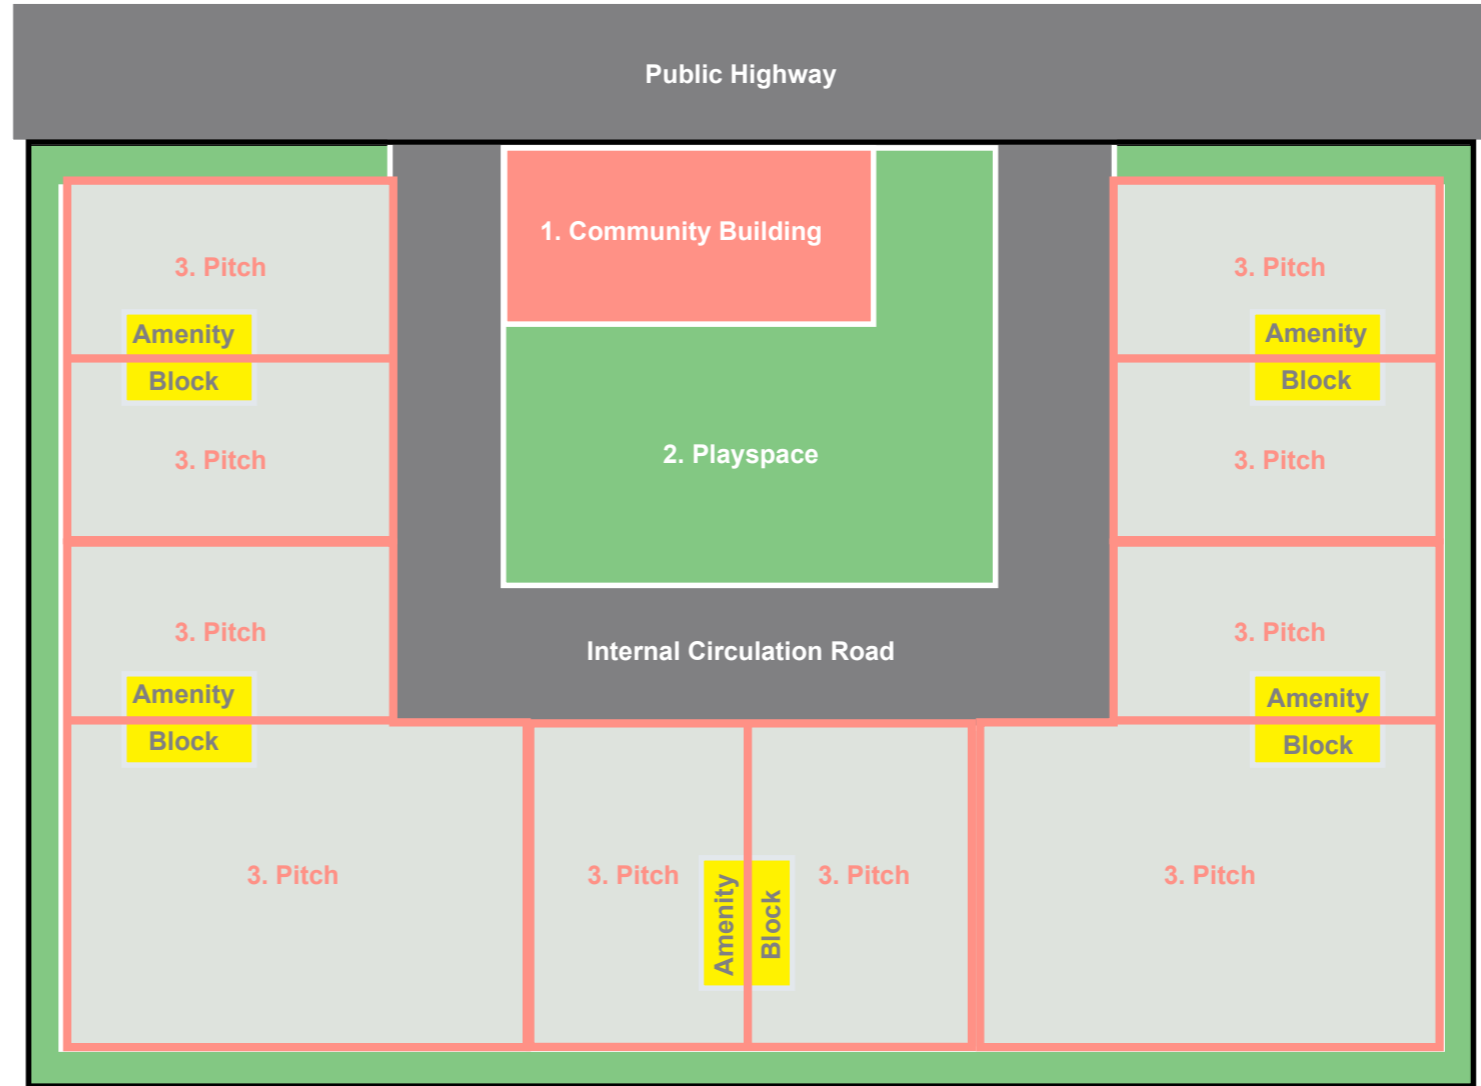 Public Highway
1. Community Building
3. Pitch
3. Pitch
Amenity
Block
Amenity
Block
2. Playspace
3. Pitch
3. Pitch
3. Pitch
3. Pitch
Internal Circulation Road
Amenity
Block
Amenity
Block
3. Pitch
3. Pitch
3. Pitch
3. Pitch
Amenity
Block